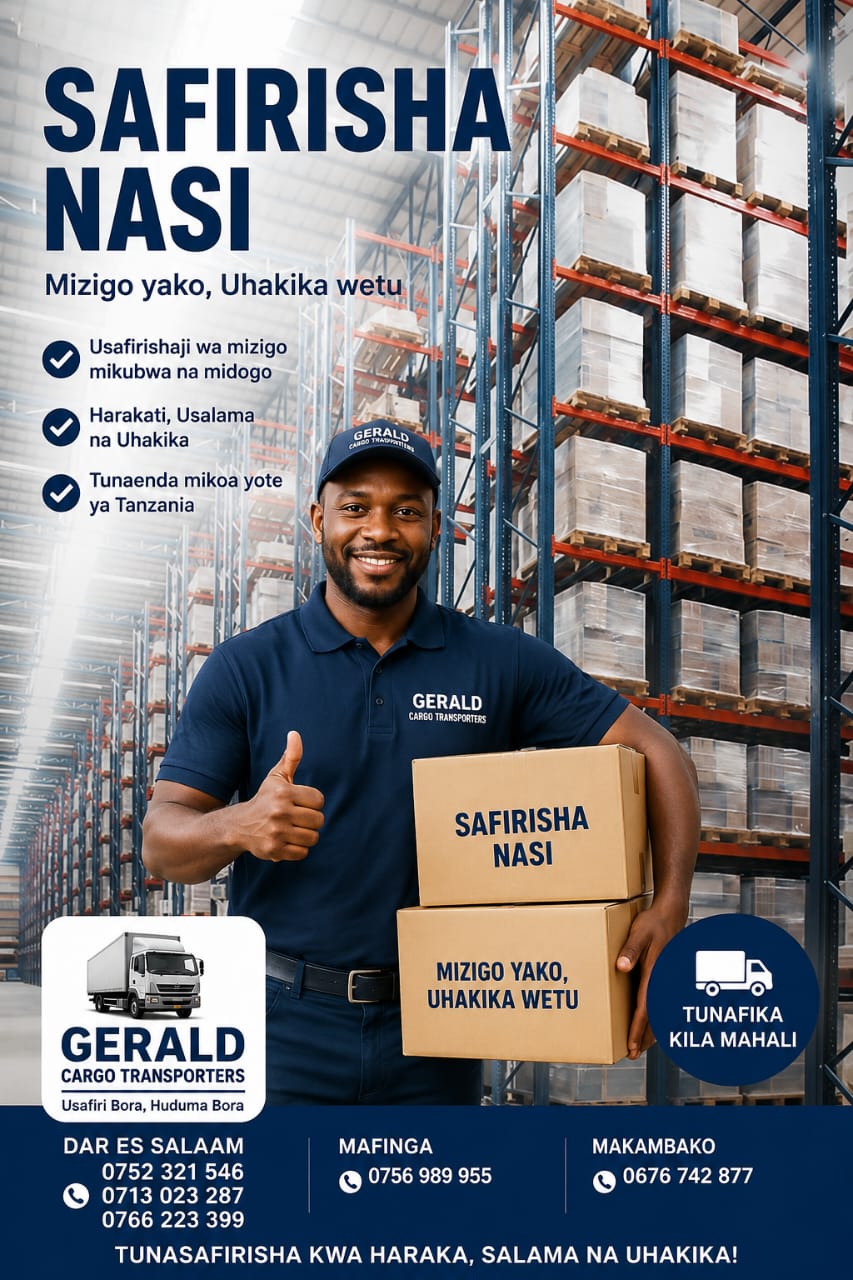 SAFIRISHA
NASI
Mizigo yako, Uhakika wetu
Usafirishaji wa mizigo
mikubwa na midogo
Harakati, Usalama
na Uhakika
Tunaenda mikoa yote
ya Tanzania
GERALD
CARGO TRANSPORTERS
GERALD
CARGO TRANSPORTERS
SAFIRISHA
NASI
MIZIGO YAKO,
UHAKIKA WETU
TUNAFIKA
KILA MAHALI
GERALD
CARGO TRANSPORTERS
Usafiri Bora, Huduma Bora
DAR ES SALAAM
0752 321 546
0713 023 287
0766 223 399
MAFINGA
0756 989 955
MAKAMBAKO
0676 742 877
TUNASAFIRISHA KWA HARAKA, SALAMA NA UHAKIKA!